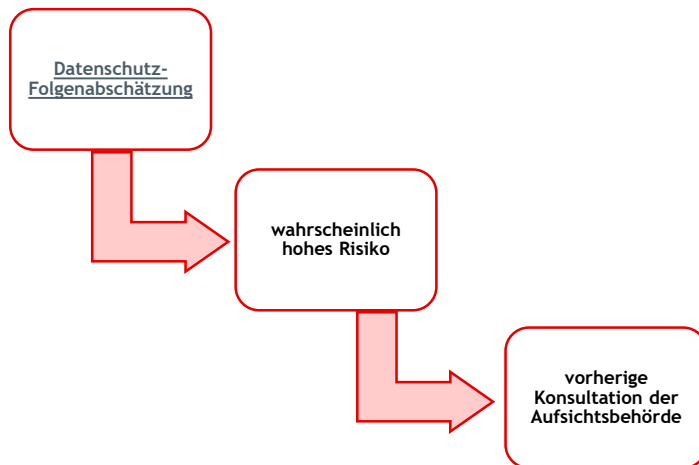 Datenschutz-
Folgenabschätzung
wahrscheinlich
hohes Risiko
vorherige
Konsultation der
Aufsichtsbehörde